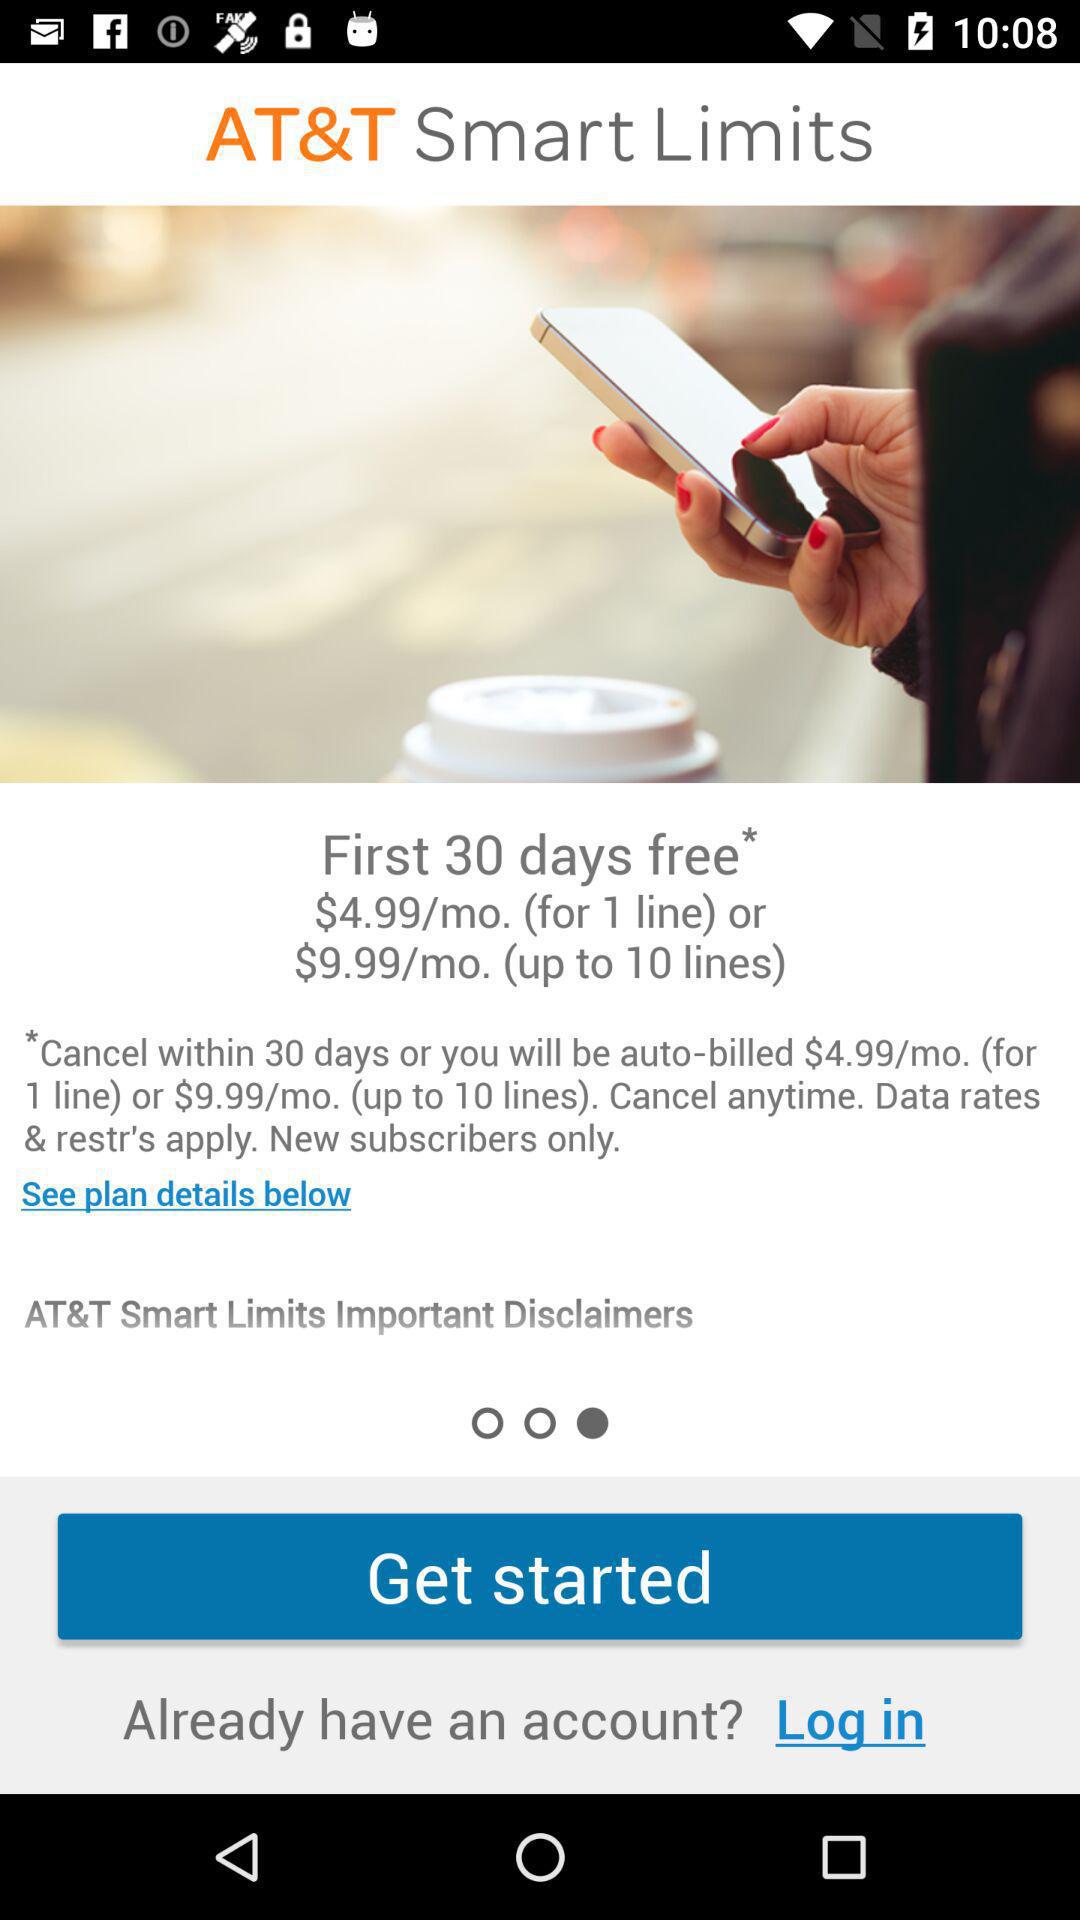 FAKE
10:08
AT&T Smart Limits
First 30 days free*
$4.99/mo. (for 1 line) or
$9.99/mo. (up to 10 lines)
*Cancel within 30 days or you will be auto-billed $4.99/mo. (for
1 line) or $9.99/mo. (up to 10 lines). Cancel anytime. Data rates
& restr's apply. New subscribers only.
See plan details below
AT&T Smart Limits Important Disclaimers
Get started
Already have an account? Log in